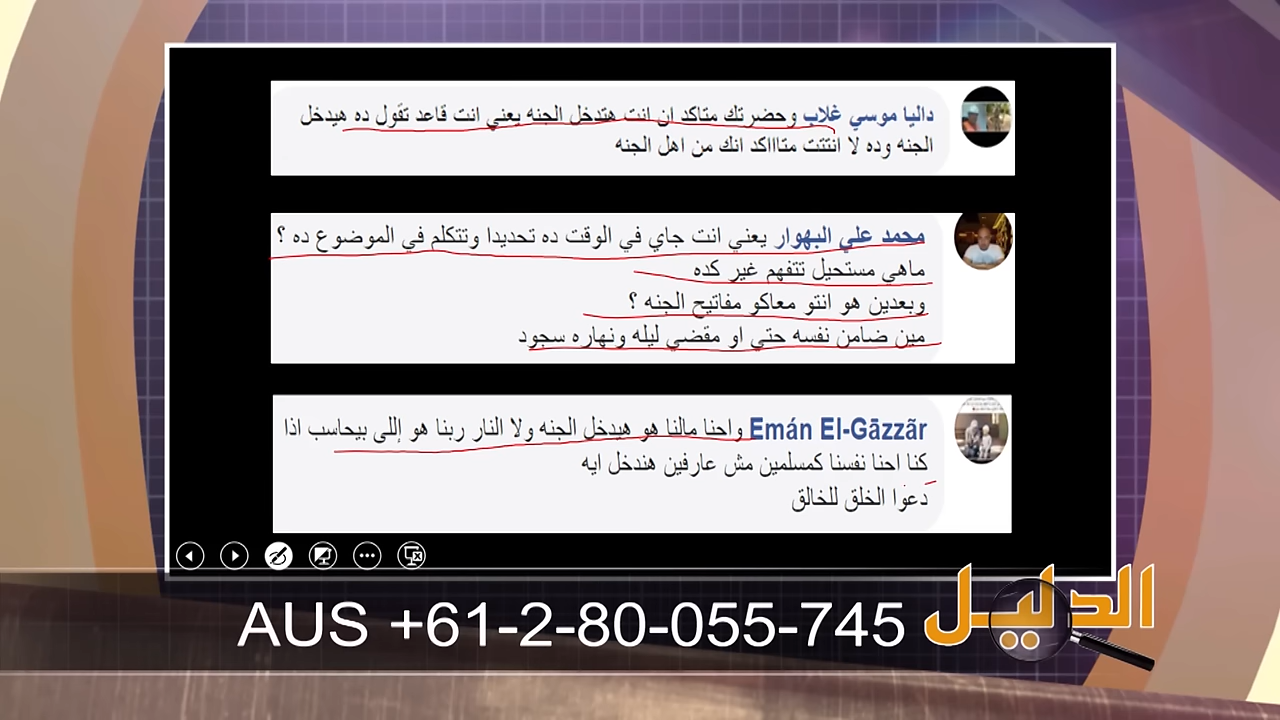 داليا موسي غلاب وحضرتك متاكد ان انت هتدخل الجنه يعني انت قاعد تقول ده هيدخل
الجنه وده لا انتتت متاااكد انك من اهل الجنه
محمد علي البهوار يعني انت جاي في الوقت ده تحديدا وتتكلم في الموضوع ده ؟
ماهي مستحيل تتفهم غير كده
وبعدين هو انتو معاكو مفاتيح الجنه ؟
مين ضامن نفسه حتي او مقضي ليله ونهاره سجود
Emán El-Gāzzãr واحنا مالنا هو هيدخل الجنه ولا النار ربنا هو إللى بيحاسب اذا
كنا احنا نفسنا كمسلمين مش عارفين هندخل ايه
دعوا الخلق للخالق
AUS +61-2-80-055-745
الدليل